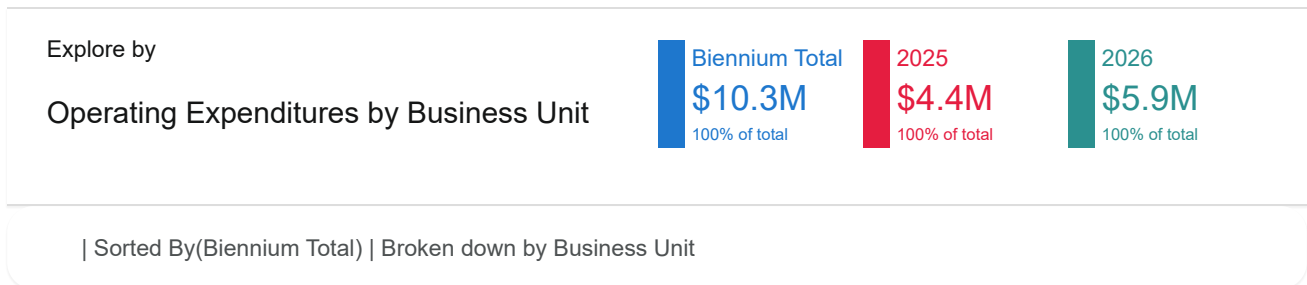 Explore by
Operating Expenditures by Business Unit
Biennium Total
$10.3M
100% of total
2025
$4.4M
100% of total
2026
$5.9M
100% of total
| Sorted By(Biennium Total) | Broken down by Business Unit